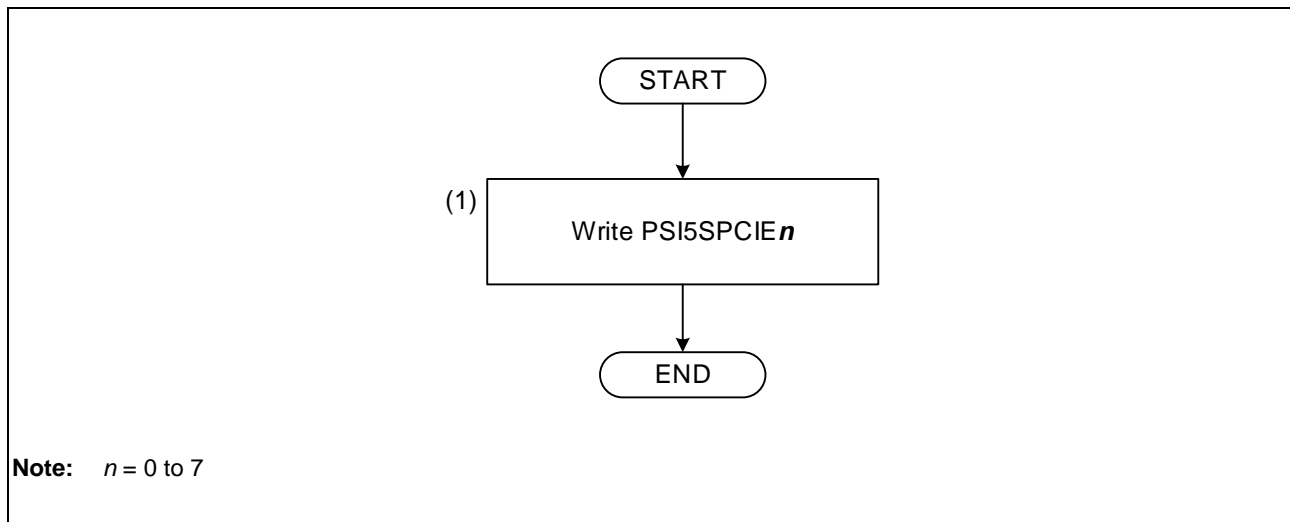 START
(1)
Write PSI5SPCIEn
END
Note: n = 0 to 7